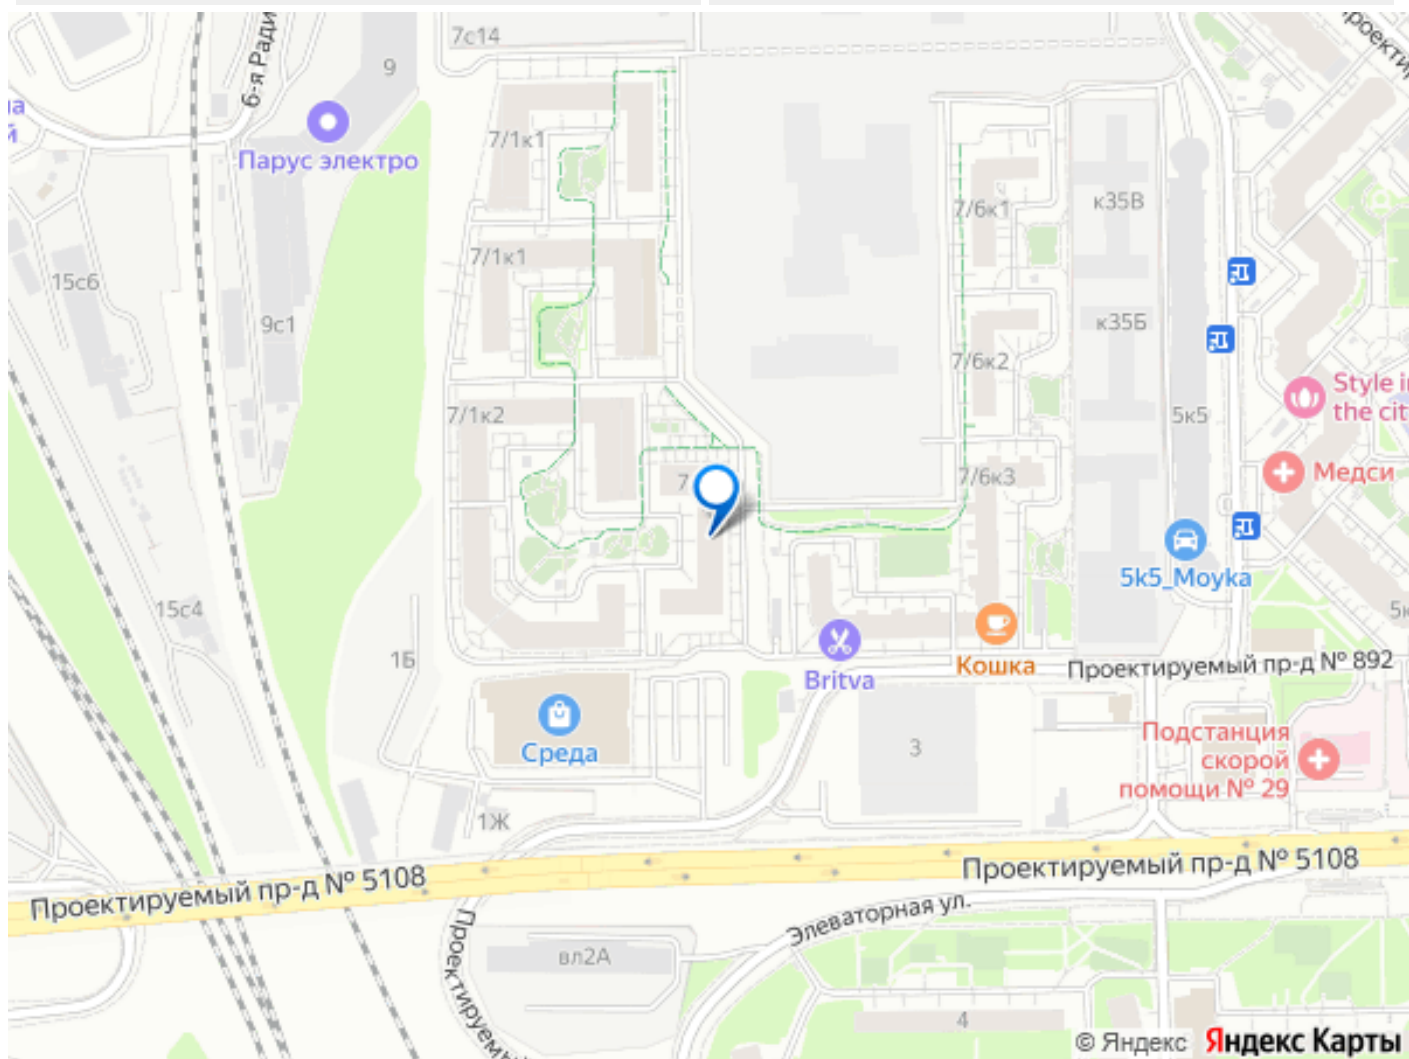 7с14
6-я Ради
9
Парус электро
7/1к1
15с6
9с1
7/1к1
7/6к1
к35В
к35Б
7/6к2
Style i
the cit
5к5
7/1к2
7
7/6к3
Медси
5k5_Moyka
15с4
1Б
Britva
Кошка
Проектируемый пр-д № 892
Среда
3
Подстанция
скорой
помощи № 29
1Ж
Проектируемый пр-д № 5108
Проектируемый пр-д № 5108
Элеваторная ул.
Проектируемы
вл2А
4
© Яндекс Яндекс Карты